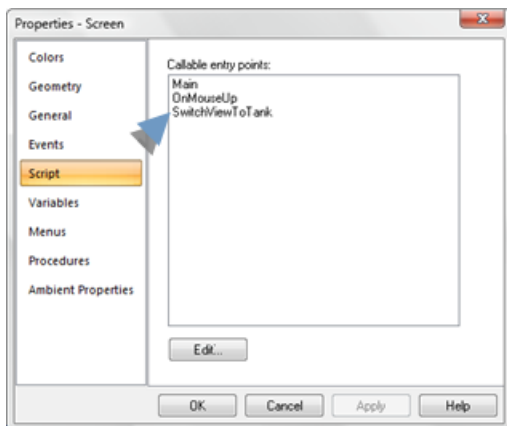 Properties - Screen
Colors
Geometry
General
Events
Script
Variables
Menus
Procedures
Ambient Properties
Callable entry points:
Main
OnMouseUp
SwitchViewToTank
Edit...
OK
Cancel
Apply
Help